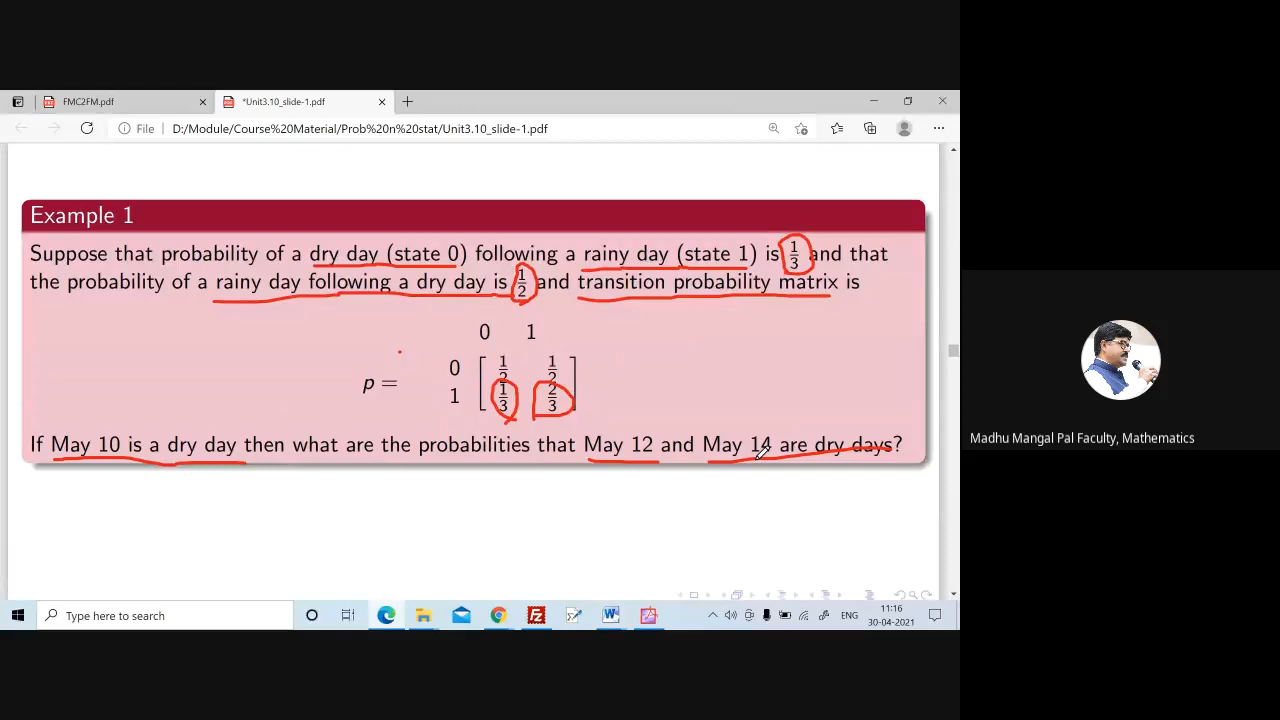 FMC2FM.pdf
*Unit3.10_slide-1.pdf
File
D:/Module/Course%20Material/Prob%20n%20stat/Unit3.10_slide-1.pdf
Example 1
Suppose that probability of a dry day (state 0) following a rainy day (state 1) is 1/3 and that
the probability of a rainy day following a dry day is 1/2 and transition probability matrix is
0 1
0 1/2 1/2
p =
1 1/3 2/3
If May 10 is a dry day then what are the probabilities that May 12 and May 14 are dry days?
Madhu Mangal Pal Faculty, Mathematics
Type here to search
ENG
11:16
30-04-2021